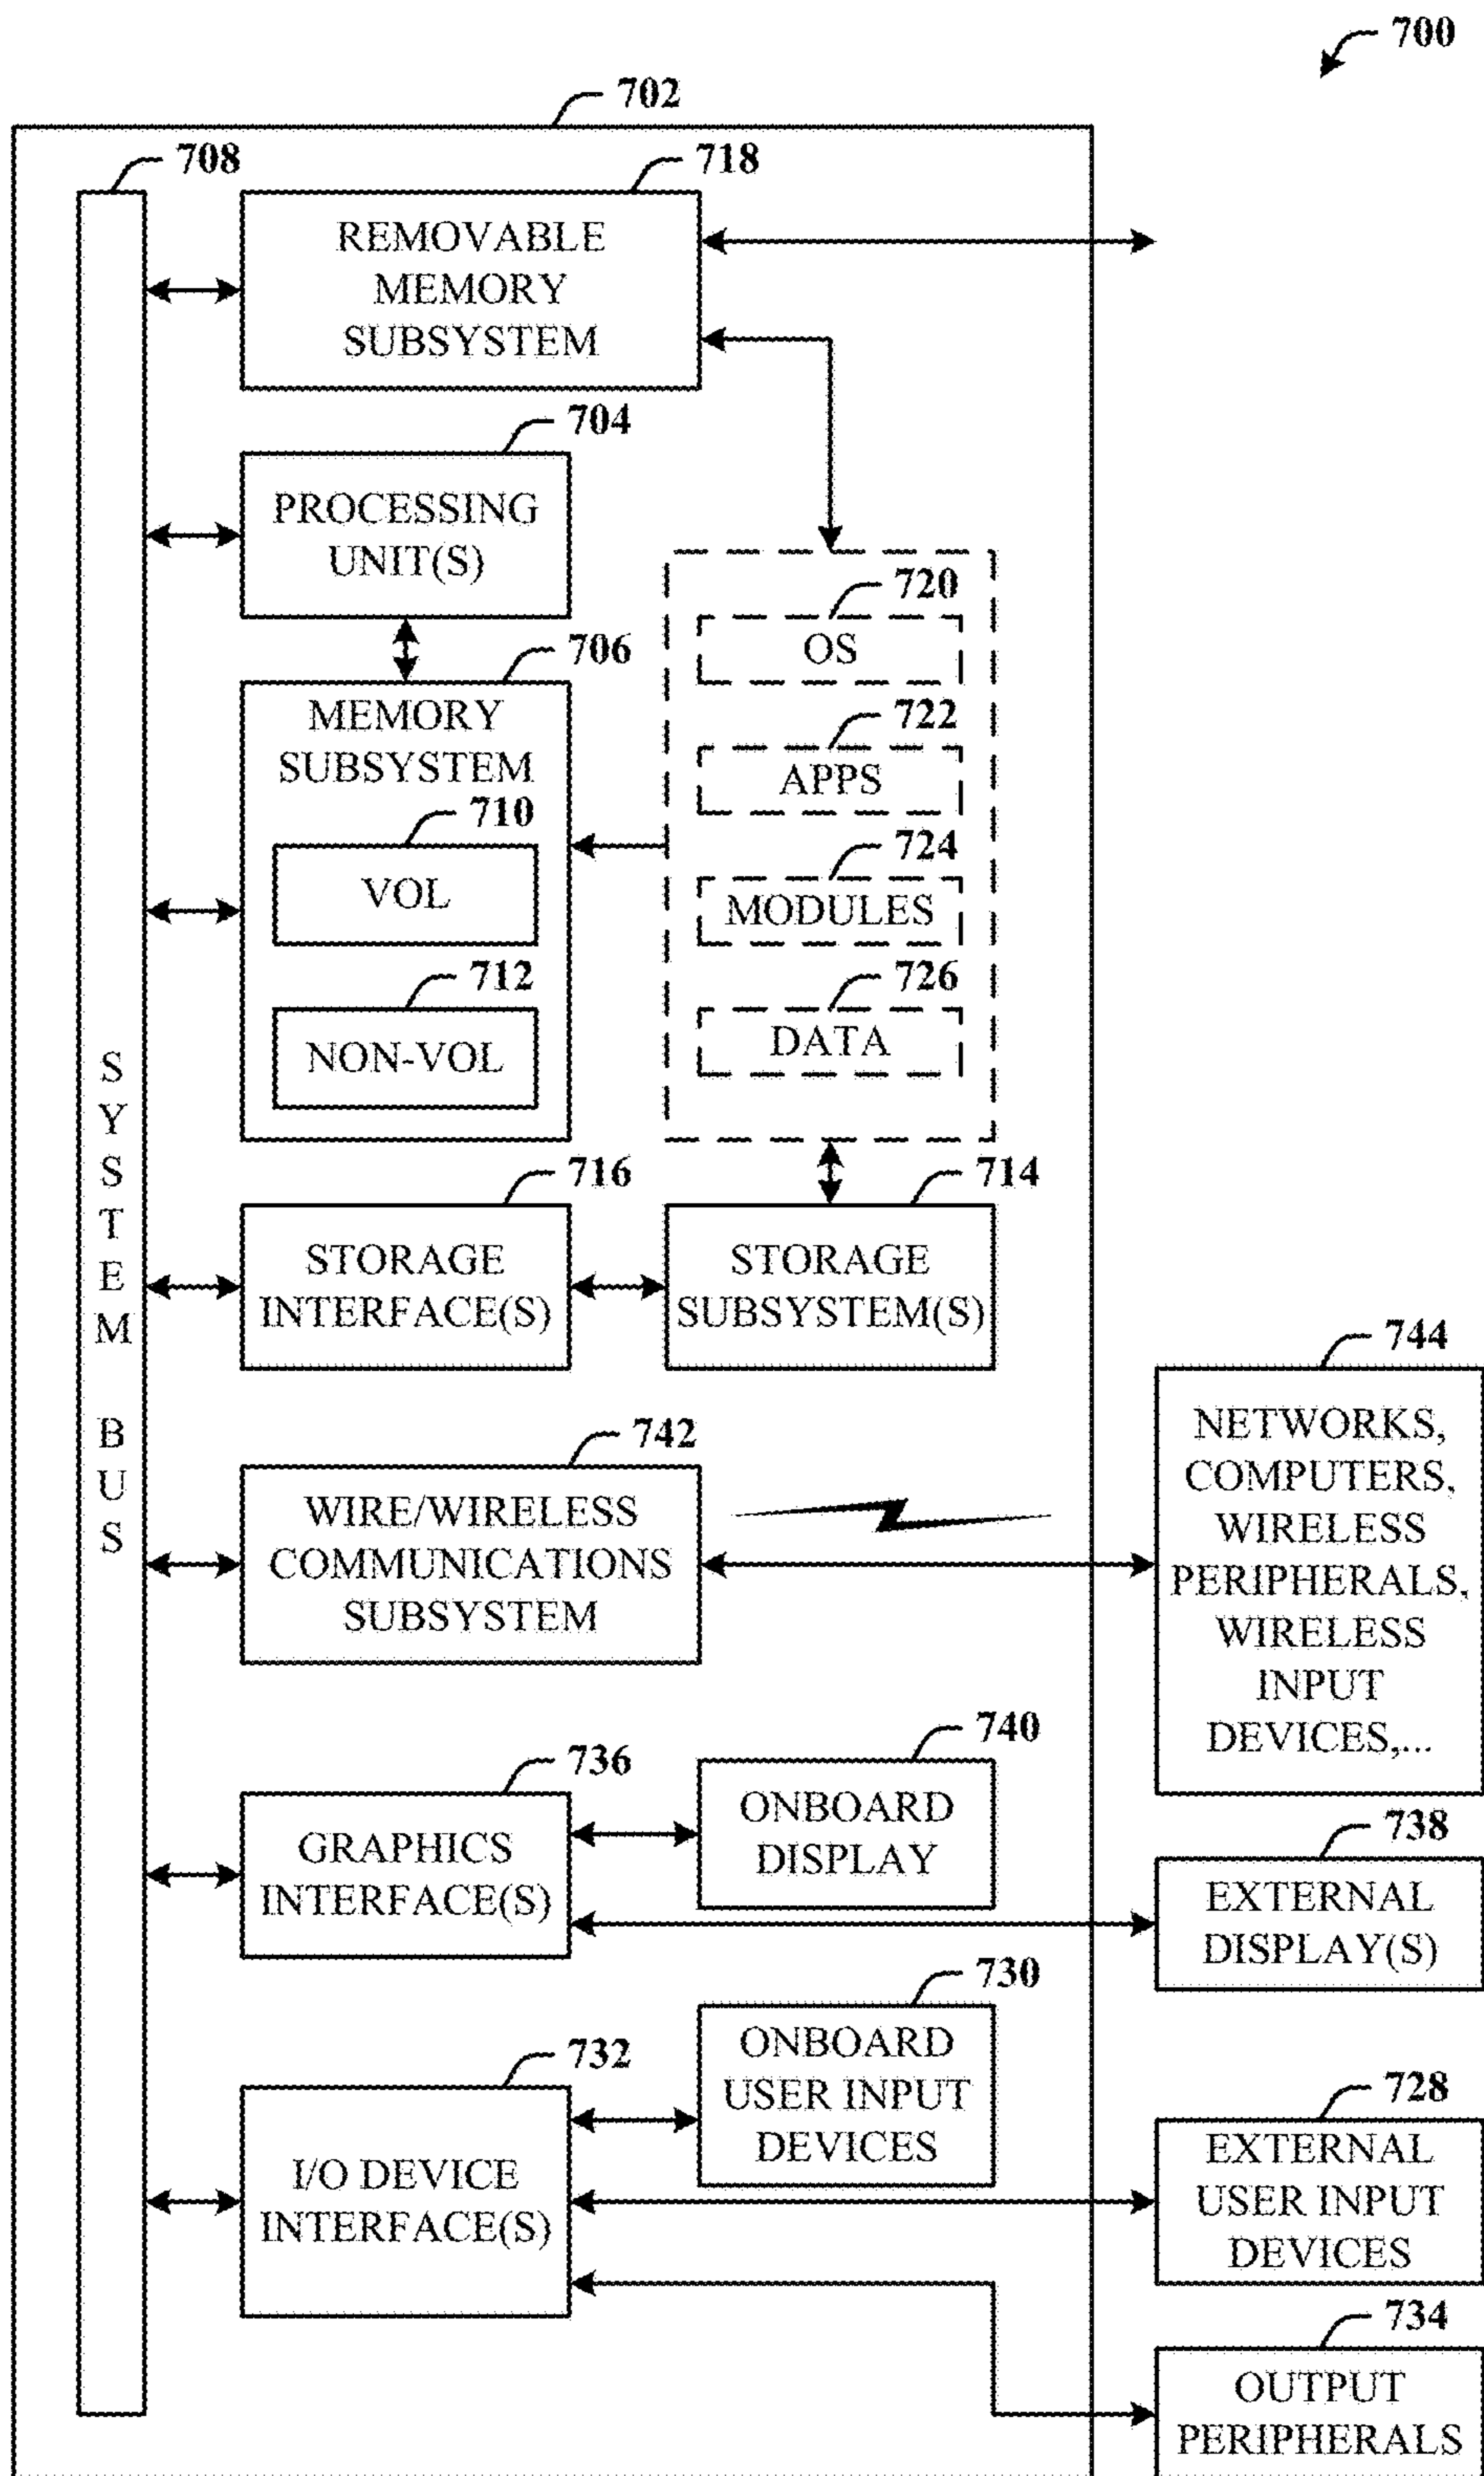 700
702
708
718
REMOVABLE
MEMORY
SUBSYSTEM
704
PROCESSING
UNIT(S)
706
MEMORY
SUBSYSTEM
710
VOL
712
NON-VOL
720
OS
722
APPS
724
MODULES
726
DATA
SYSTEM BUS
716
STORAGE
INTERFACE(S)
714
STORAGE
SUBSYSTEM(S)
742
WIRE/WIRELESS
COMMUNICATIONS
SUBSYSTEM
744
NETWORKS,
COMPUTERS,
WIRELESS
PERIPHERALS,
WIRELESS
INPUT
DEVICES,...
736
GRAPHICS
INTERFACE(S)
740
ONBOARD
DISPLAY
738
EXTERNAL
DISPLAY(S)
732
I/O DEVICE
INTERFACE(S)
730
ONBOARD
USER INPUT
DEVICES
728
EXTERNAL
USER INPUT
DEVICES
734
OUTPUT
PERIPHERALS